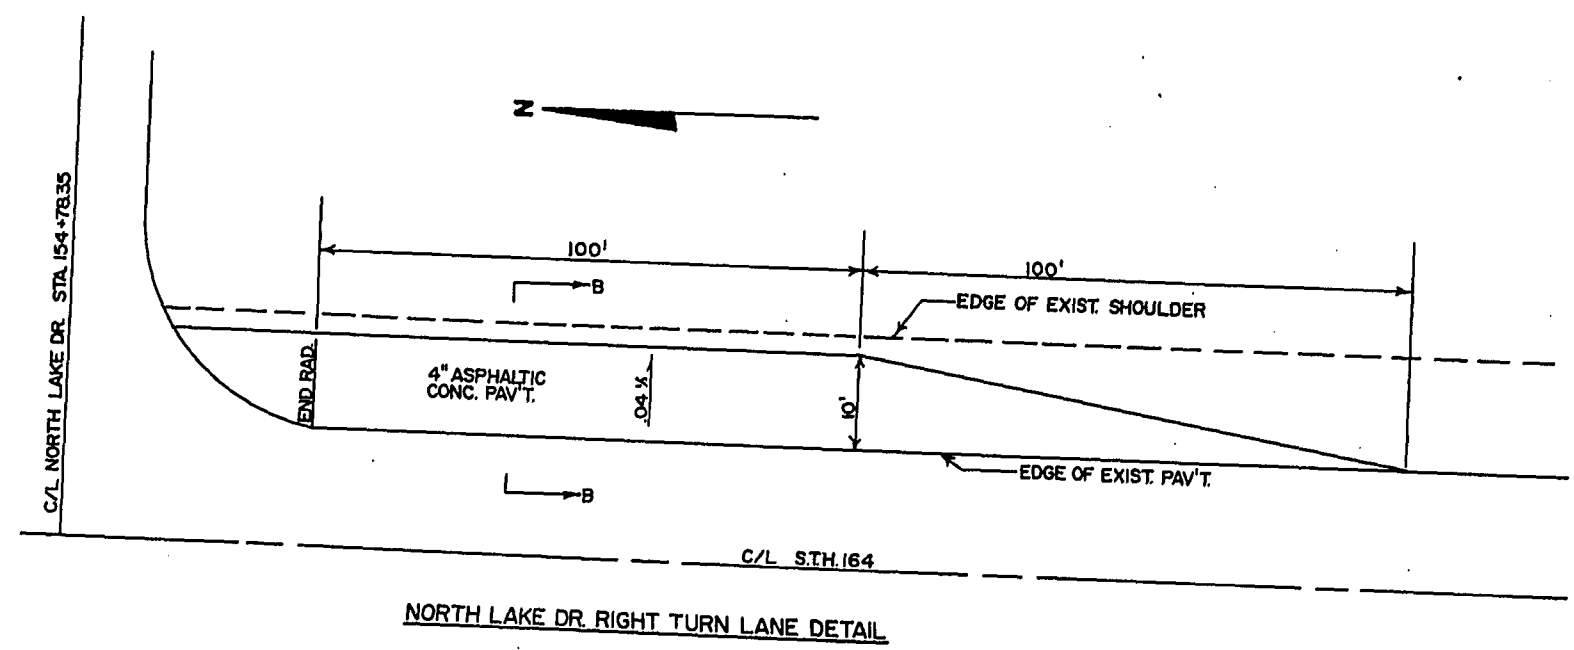 N
C/L NORTH LAKE DR. STA. 154+78.35
100'
100'
B
EDGE OF EXIST. SHOULDER
END RAD.
4" ASPHALTIC
CONC. PAV'T.
.04 %
10'
EDGE OF EXIST. PAV'T.
B
C/L S.T.H. 164
NORTH LAKE DR. RIGHT TURN LANE DETAIL